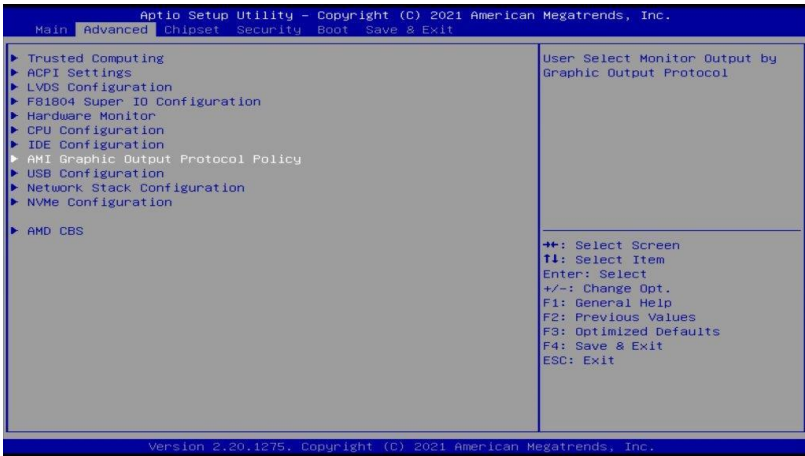 Aptio Setup Utility – Copyright (C) 2021 American Megatrends, Inc.
Main Advanced Chipset Security Boot Save & Exit
▶ Trusted Computing
▶ ACPI Settings
▶ LVDS Configuration
▶ F81804 Super IO Configuration
▶ Hardware Monitor
▶ CPU Configuration
▶ IDE Configuration
▶ AMI Graphic Output Protocol Policy
▶ USB Configuration
▶ Network Stack Configuration
▶ NVMe Configuration
▶ AMD CBS
User Select Monitor Output by
Graphic Output Protocol
→←: Select Screen
↑↓: Select Item
Enter: Select
+/-: Change Opt.
F1: General Help
F2: Previous Values
F3: Optimized Defaults
F4: Save & Exit
ESC: Exit
Version 2.20.1275. Copyright (C) 2021 American Megatrends, Inc.